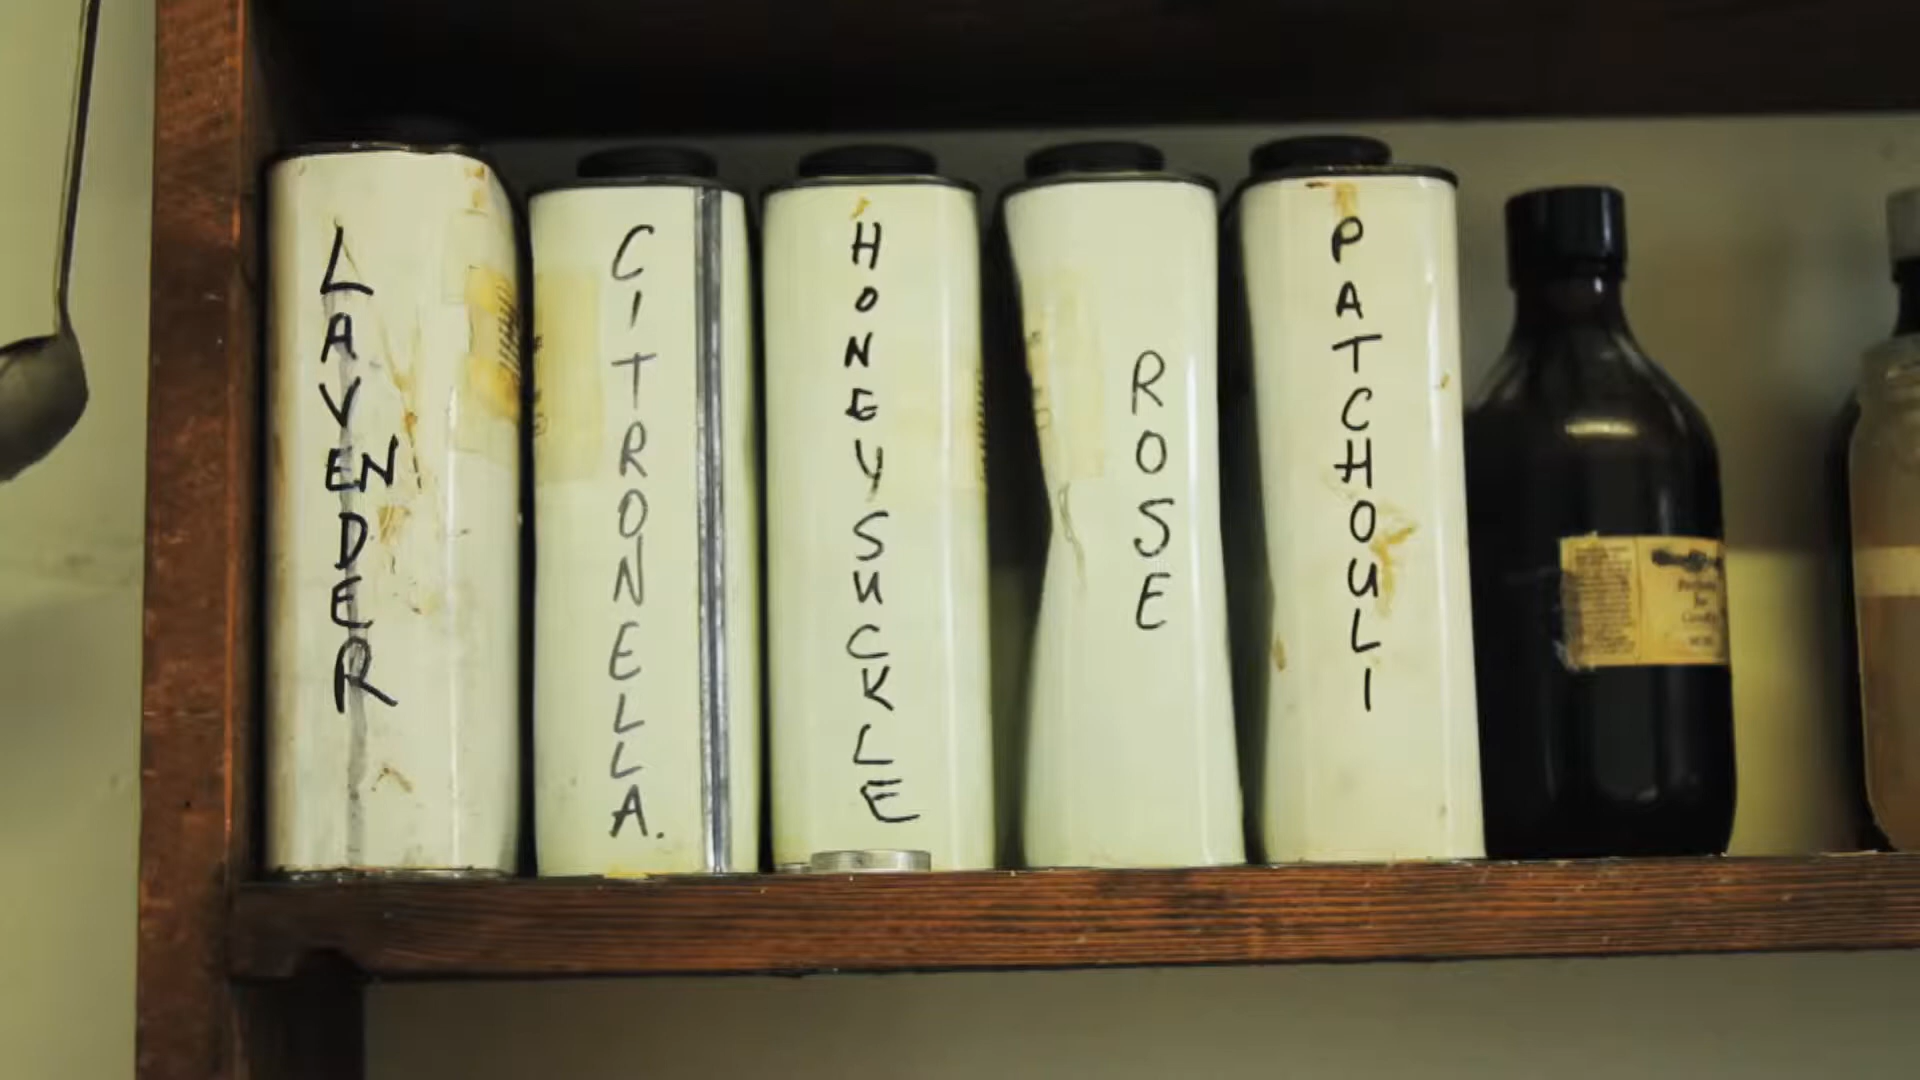 LAVENDER
CITRONELLA.
HONEYSUCKLE
ROSE
PATCHOULI